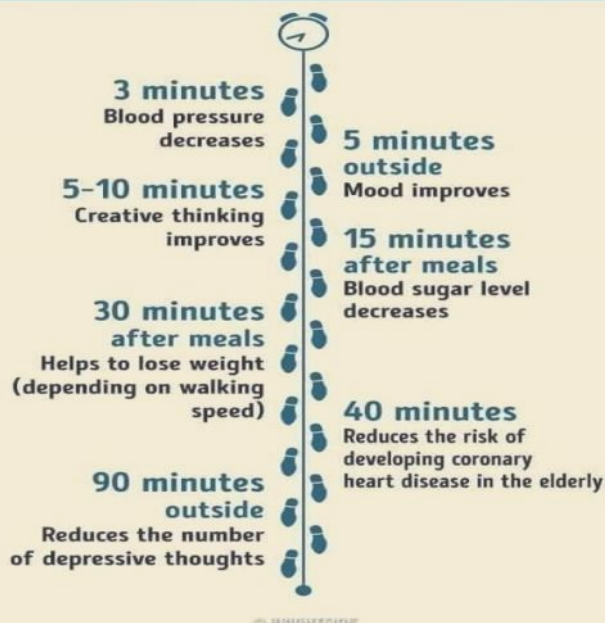 3 minutes
Blood pressure
decreases
5 minutes
outside
Mood improves
5-10 minutes
Creative thinking
improves
15 minutes
after meals
Blood sugar level
decreases
30 minutes
after meals
Helps to lose weight
(depending on walking
speed)
40 minutes
Reduces the risk of
developing coronary
heart disease in the elderly
90 minutes
outside
Reduces the number
of depressive thoughts